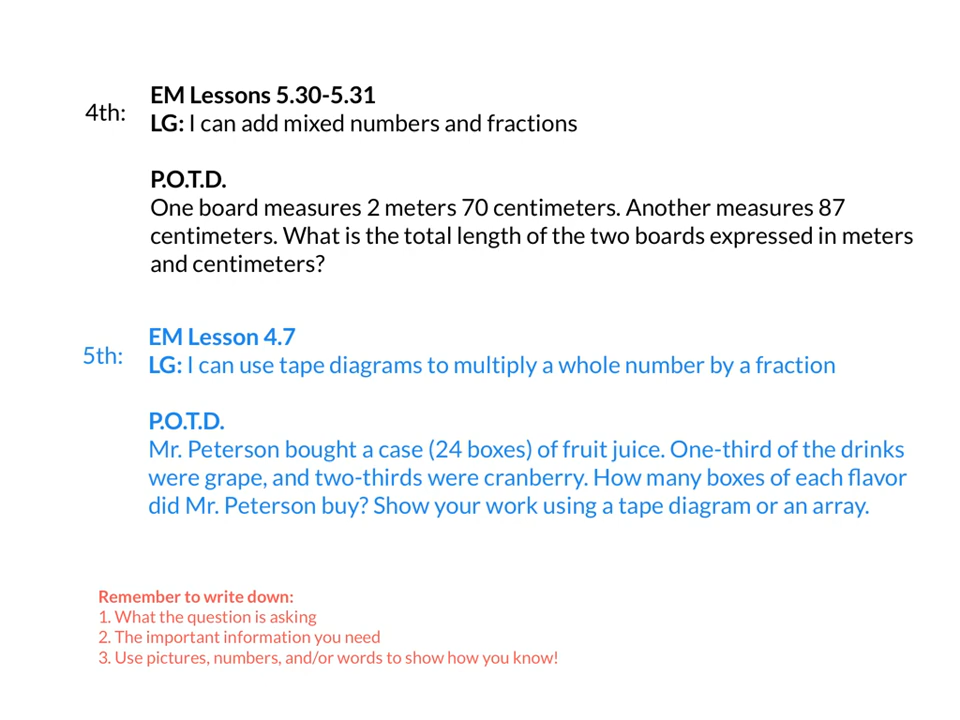 4th:
EM Lessons 5.30-5.31
LG: I can add mixed numbers and fractions
P.O.T.D.
One board measures 2 meters 70 centimeters. Another measures 87
centimeters. What is the total length of the two boards expressed in meters
and centimeters?
5th:
EM Lesson 4.7
LG: I can use tape diagrams to multiply a whole number by a fraction
P.O.T.D.
Mr. Peterson bought a case (24 boxes) of fruit juice. One-third of the drinks
were grape, and two-thirds were cranberry. How many boxes of each flavor
did Mr. Peterson buy? Show your work using a tape diagram or an array.
Remember to write down:
1. What the question is asking
2. The important information you need
3. Use pictures, numbers, and/or words to show how you know!